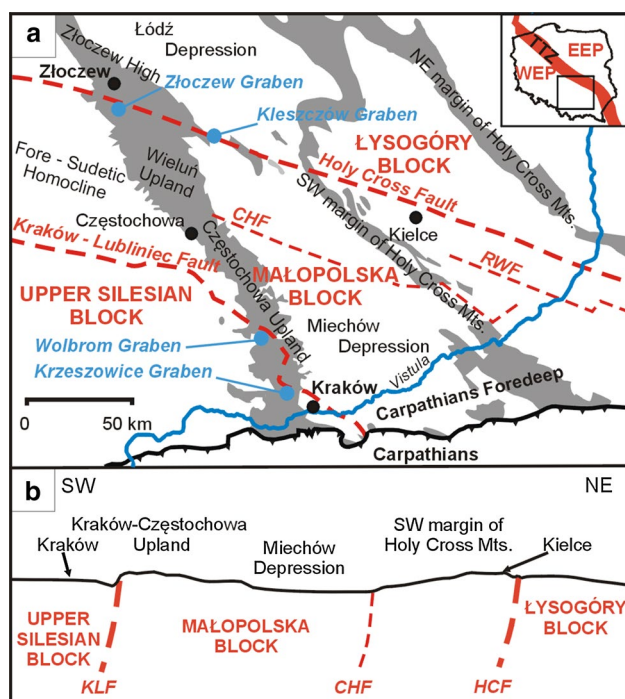 a
Łódź
Depression
Złoczew High
Złoczew
Złoczew Graben
Kleszczów Graben
NE margin of Holy Cross Mts.
TTZ
EEP
WEP
ŁYSOGÓRY
BLOCK
Fore - Sudetic
Homocline
Wieluń
Upland
Holy Cross Fault
Częstochowa
CHF
SW margin of Holy Cross Mts.
Kielce
Kraków - Lubliniec Fault
Częstochowa Upland
MAŁOPOLSKA
BLOCK
RWF
UPPER SILESIAN
BLOCK
Miechów
Depression
Wolbrom Graben
Krzeszowice Graben
Kraków
Vistula
0 50 km
Carpathians Foredeep
Carpathians
b
SW
NE
Kraków-Częstochowa
Upland
Kraków
Miechów
Depression
SW margin of
Holy Cross Mts.
Kielce
UPPER
SILESIAN
BLOCK
MAŁOPOLSKA
BLOCK
ŁYSOGÓRY
BLOCK
KLF
CHF
HCF